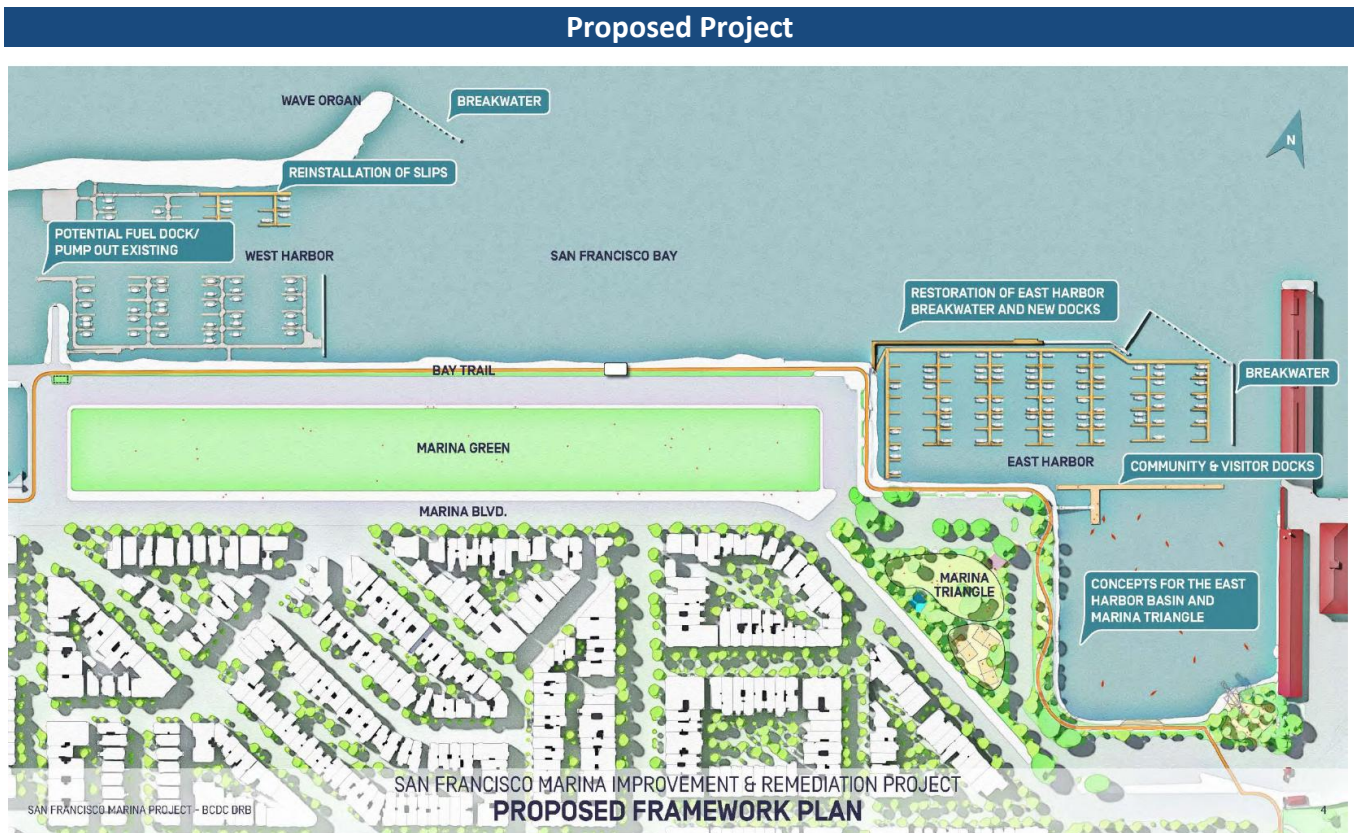 Proposed Project
WAVE ORGAN
BREAKWATER
N
REINSTALLATION OF SLIPS
POTENTIAL FUEL DOCK/
PUMP OUT EXISTING
WEST HARBOR
SAN FRANCISCO BAY
RESTORATION OF EAST HARBOR
BREAKWATER AND NEW DOCKS
BAY TRAIL
BREAKWATER
MARINA GREEN
EAST HARBOR
COMMUNITY & VISITOR DOCKS
MARINA BLVD.
MARINA
TRIANGLE
CONCEPTS FOR THE EAST
HARBOR BASIN AND
MARINA TRIANGLE
SAN FRANCISCO MARINA IMPROVEMENT & REMEDIATION PROJECT
SAN FRANCISCO MARINA PROJECT - BCDC DRB
PROPOSED FRAMEWORK PLAN
4